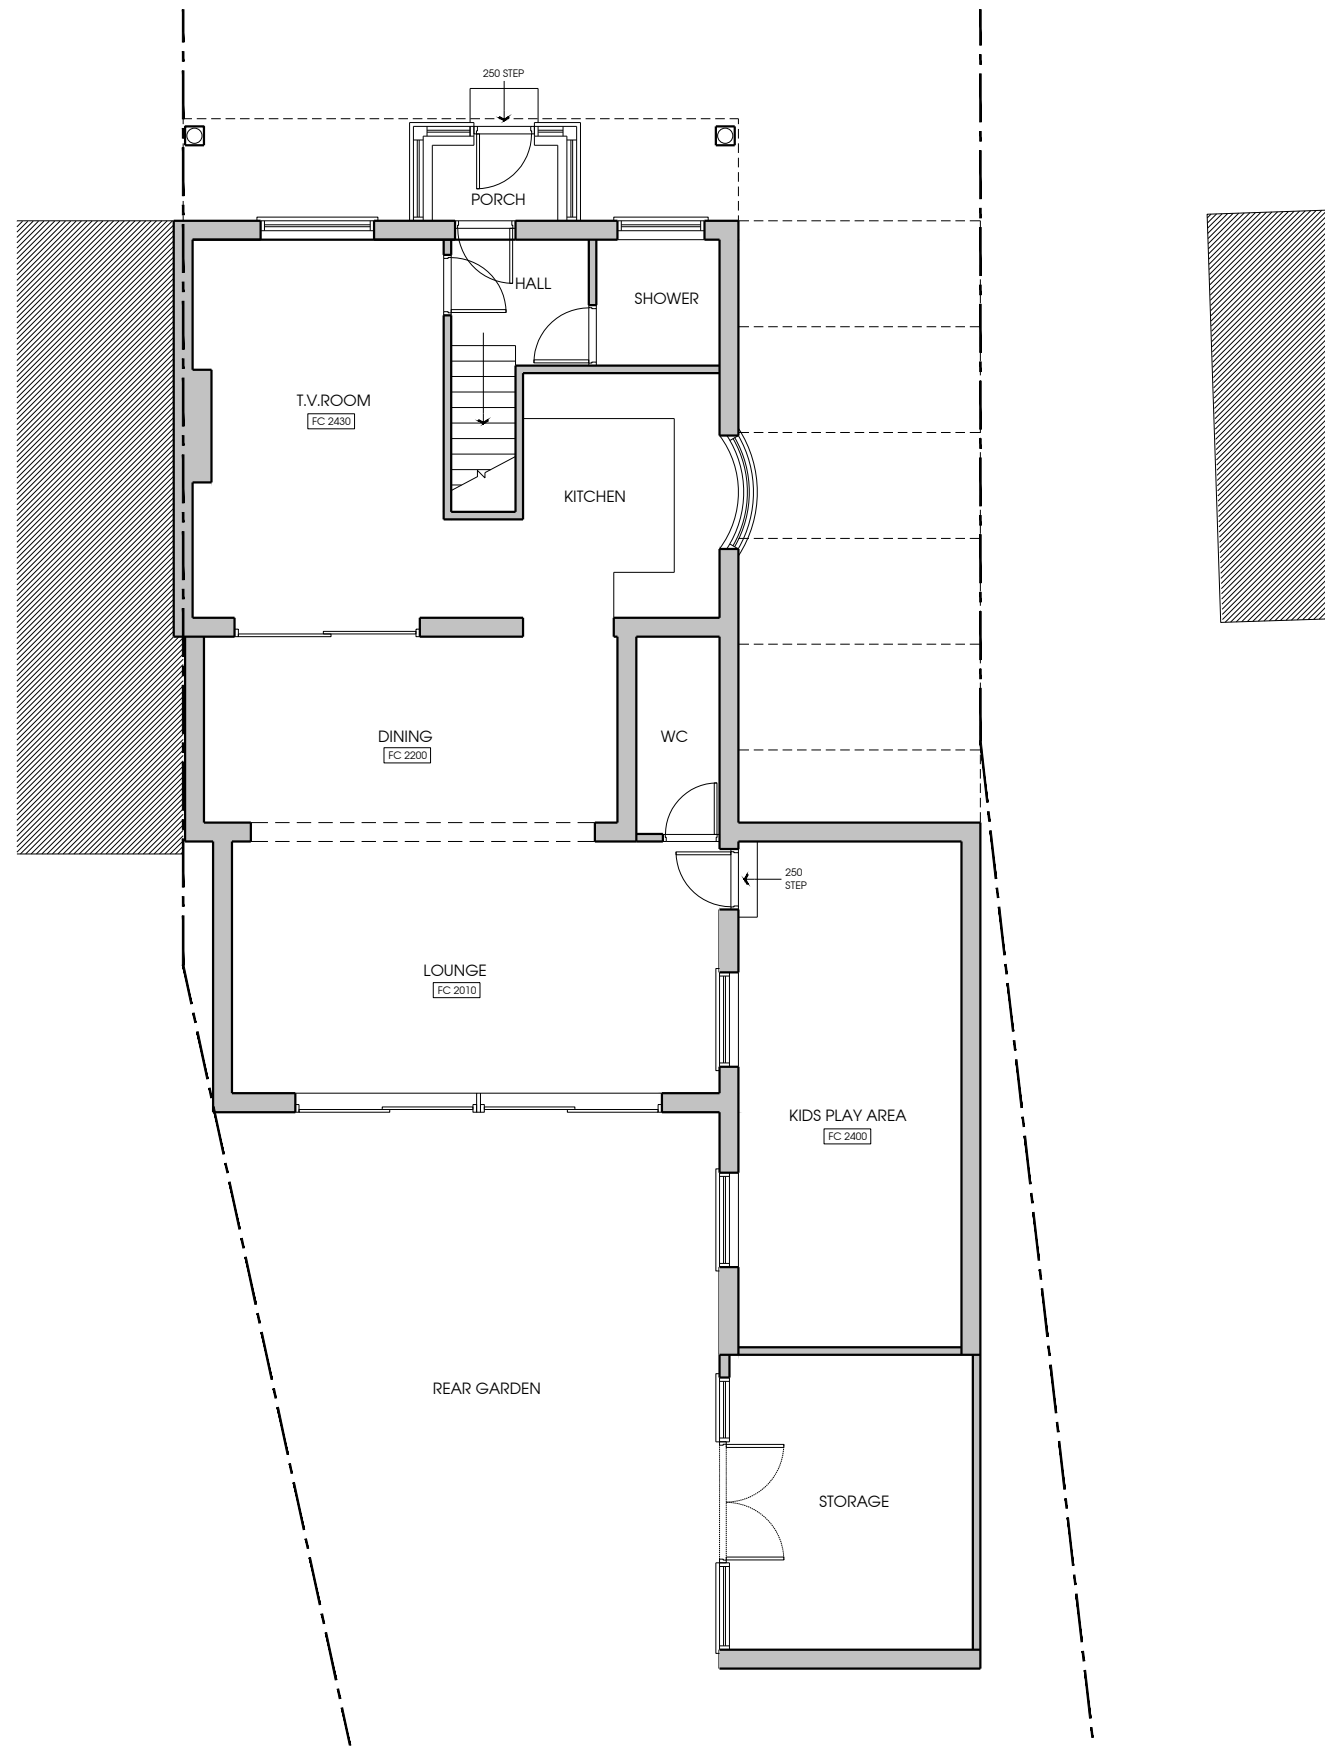 250 STEP
PORCH
HALL
SHOWER
T.V.ROOM
FC 2430
KITCHEN
DINING
FC 2200
WC
250
STEP
LOUNGE
FC 2010
KIDS PLAY AREA
FC 2400
REAR GARDEN
STORAGE